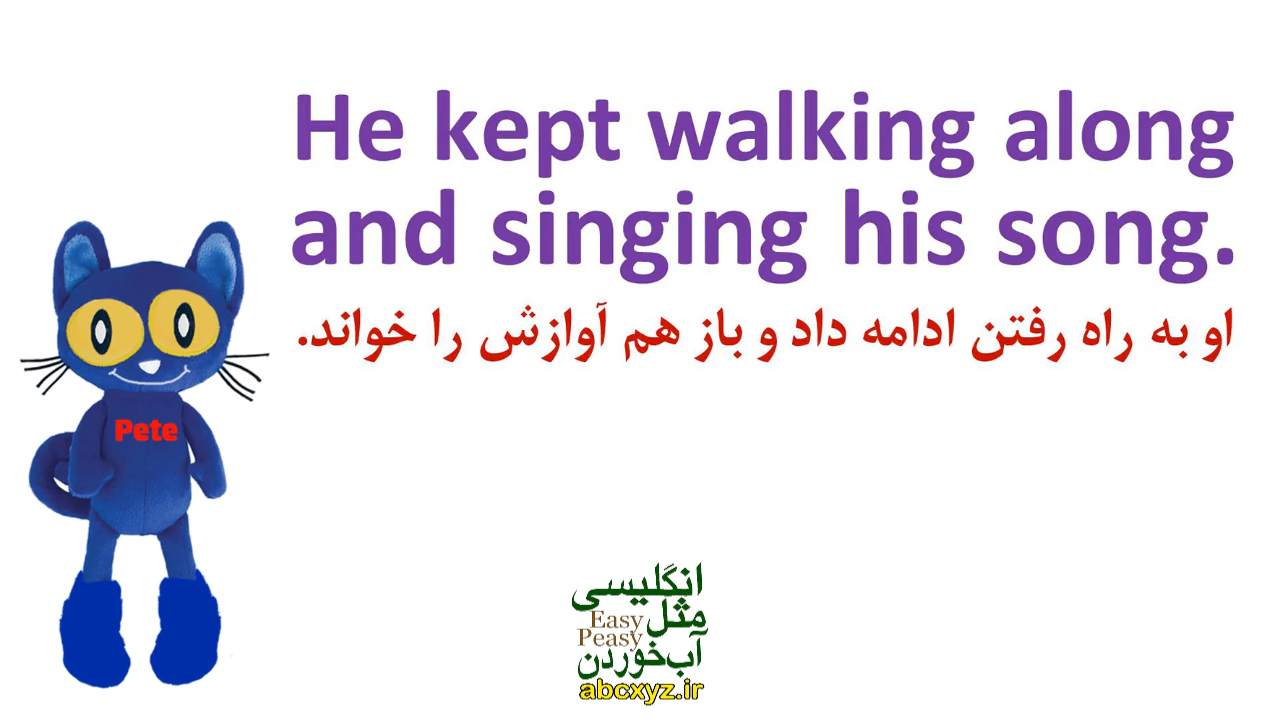 He kept walking along
and singing his song.
او به راه رفتن ادامه داد و باز هم آوازش را خواند.
Pete
انگلیسی
مثل
Easy
Peasy
آب‌خوردن
abcxyz.ir